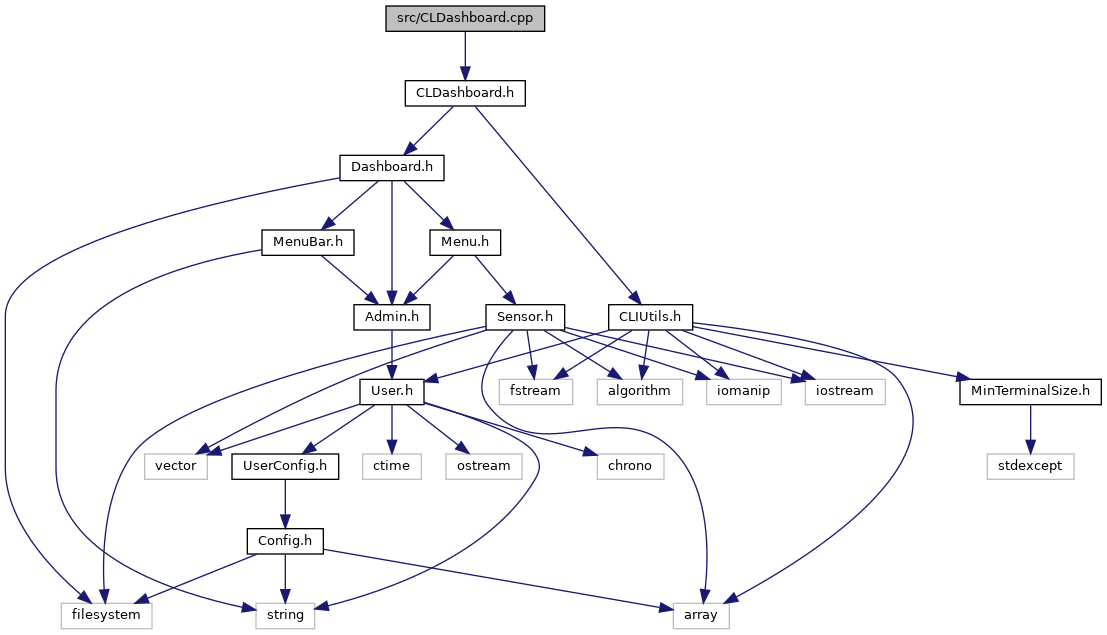 src/CLDashboard.cpp
CLDashboard.h
Dashboard.h
MenuBar.h
Menu.h
Admin.h
Sensor.h
CLIUtils.h
User.h
fstream
algorithm
iomanip
iostream
MinTerminalSize.h
vector
UserConfig.h
ctime
ostream
chrono
stdexcept
Config.h
filesystem
string
array